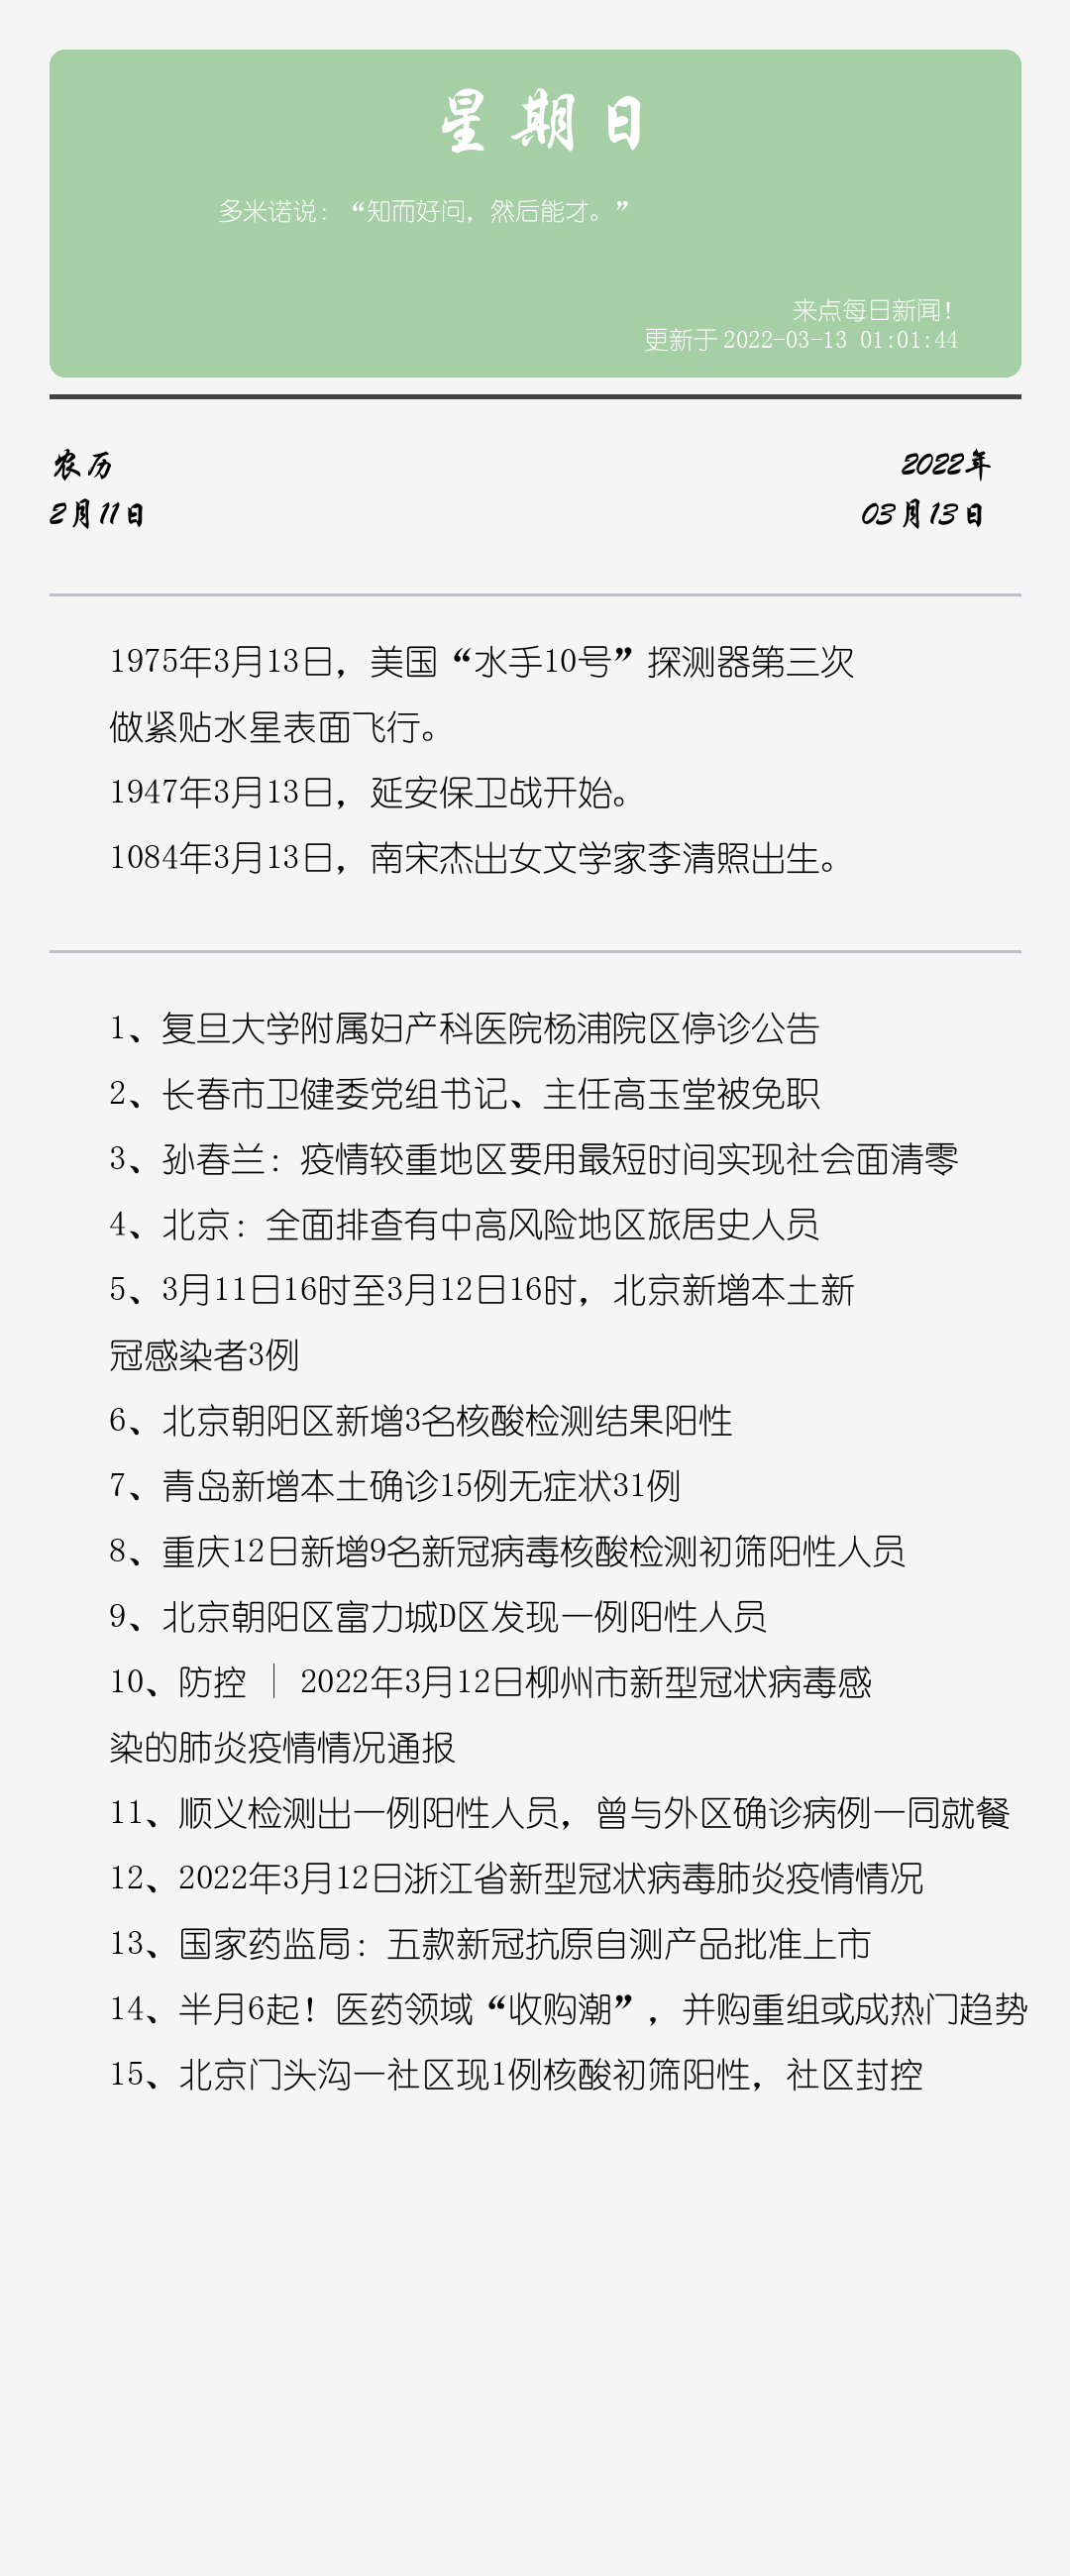 星期日
多米诺说：“知而好问，然后能才。”
来点每日新闻！
更新于 2022-03-13 01:01:44
农历
2022年
2月11日
03月13日
1975年3月13日，美国“水手10号”探测器第三次
做紧贴水星表面飞行。
1947年3月13日，延安保卫战开始。
1084年3月13日，南宋杰出女文学家李清照出生。
1、复旦大学附属妇产科医院杨浦院区停诊公告
2、长春市卫健委党组书记、主任高玉堂被免职
3、孙春兰：疫情较重地区要用最短时间实现社会面清零
4、北京：全面排查有中高风险地区旅居史人员
5、3月11日16时至3月12日16时，北京新增本土新
冠感染者3例
6、北京朝阳区新增3名核酸检测结果阳性
7、青岛新增本土确诊15例无症状31例
8、重庆12日新增9名新冠病毒核酸检测初筛阳性人员
9、北京朝阳区富力城D区发现一例阳性人员
10、防控 | 2022年3月12日柳州市新型冠状病毒感
染的肺炎疫情情况通报
11、顺义检测出一例阳性人员，曾与外区确诊病例一同就餐
12、2022年3月12日浙江省新型冠状病毒肺炎疫情情况
13、国家药监局：五款新冠抗原自测产品批准上市
14、半月6起！医药领域“收购潮”，并购重组或成热门趋势
15、北京门头沟一社区现1例核酸初筛阳性，社区封控